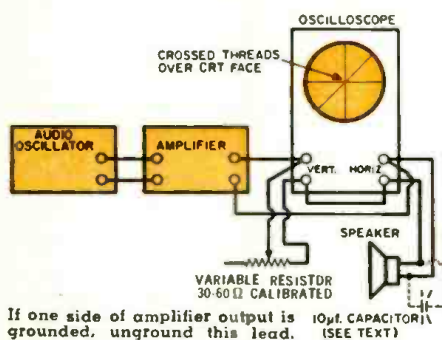 OSCILLOSCOPE
CROSSED THREADS
OVER CRT FACE
AUDIO
OSCILLATOR
AMPLIFIER
VERT.
HORIZ
SPEAKER
VARIABLE RESISTOR
30-60 Ω CALIBRATED
If one side of amplifier output is
grounded, unground this lead.
10µf. CAPACITOR
(SEE TEXT)